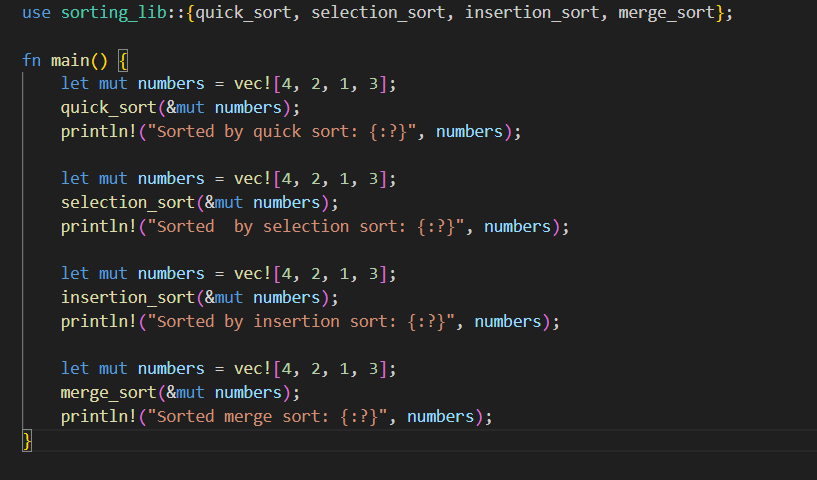 use sorting_lib::{quick_sort, selection_sort, insertion_sort, merge_sort};
fn main() {
let mut numbers = vec![4, 2, 1, 3];
quick_sort(&mut numbers);
println!("Sorted by quick sort: {:?}", numbers);
let mut numbers = vec![4, 2, 1, 3];
selection_sort(&mut numbers);
println!("Sorted  by selection sort: {:?}", numbers);
let mut numbers = vec![4, 2, 1, 3];
insertion_sort(&mut numbers);
println!("Sorted by insertion sort: {:?}", numbers);
let mut numbers = vec![4, 2, 1, 3];
merge_sort(&mut numbers);
println!("Sorted merge sort: {:?}", numbers);
}